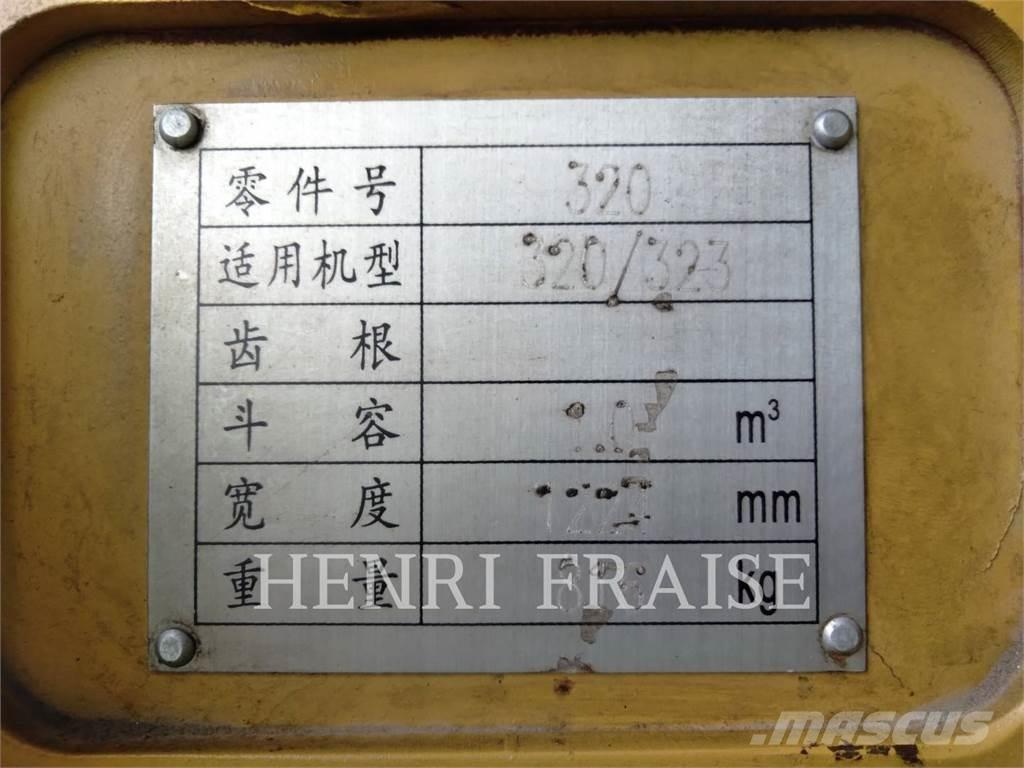 零件号 320
适用机型 320/323
齿根
斗容 m³
宽度 mm
重量 kg
HENRI FRAISE
mascus